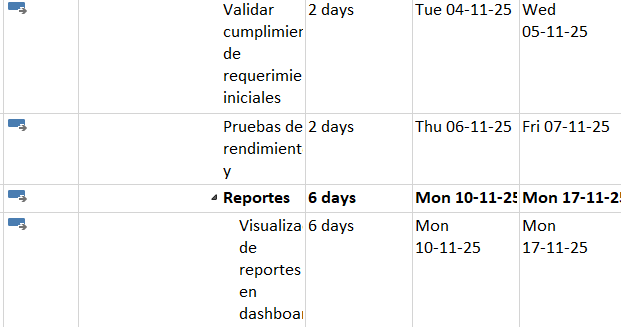 Validar 2 days Tue 04-11-25 Wed
cumplimier 05-11-25
de
requerimie
iniciales
Pruebas de 2 days Thu 06-11-25 Fri 07-11-25
rendimient
y
Reportes 6 days Mon 10-11-25 Mon 17-11-25
Visualiza 6 days Mon Mon
de 10-11-25 17-11-25
reportes
en
dashboar